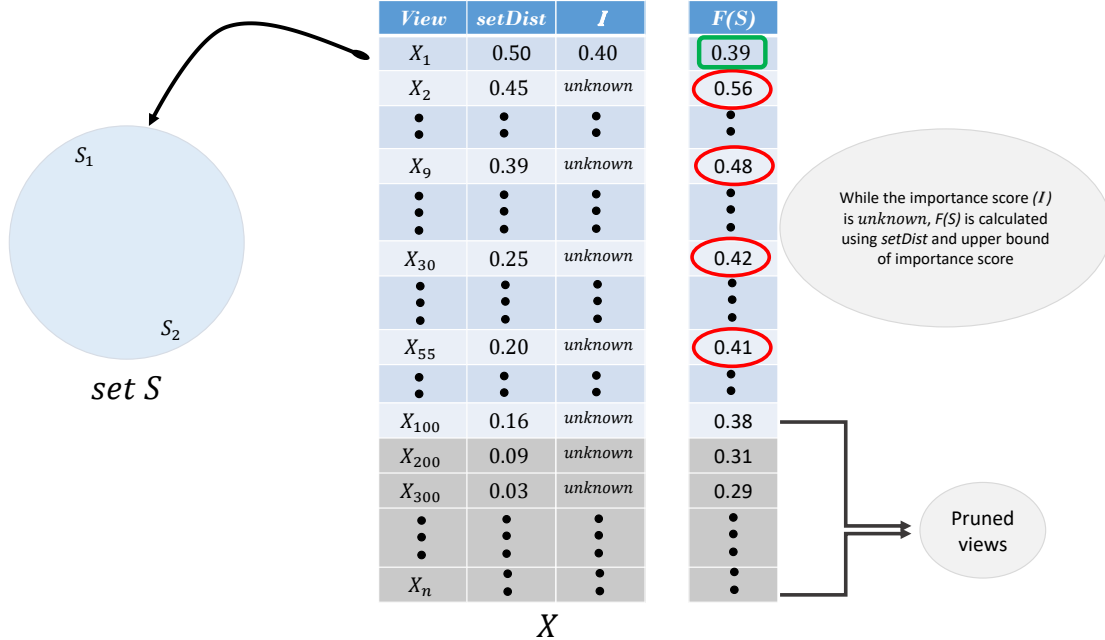 View setDist I F(S)
X₁ 0.50 0.40 0.39
X₂ 0.45 unknown 0.56
X₉ 0.39 unknown 0.48
X₃₀ 0.25 unknown 0.42
X₅₅ 0.20 unknown 0.41
X₁₀₀ 0.16 unknown 0.38
X₂₀₀ 0.09 unknown 0.31
X₃₀₀ 0.03 unknown 0.29
Xₙ
X
S₁
S₂
set S
While the importance score (I)
is unknown, F(S) is calculated
using setDist and upper bound
of importance score
Pruned
views